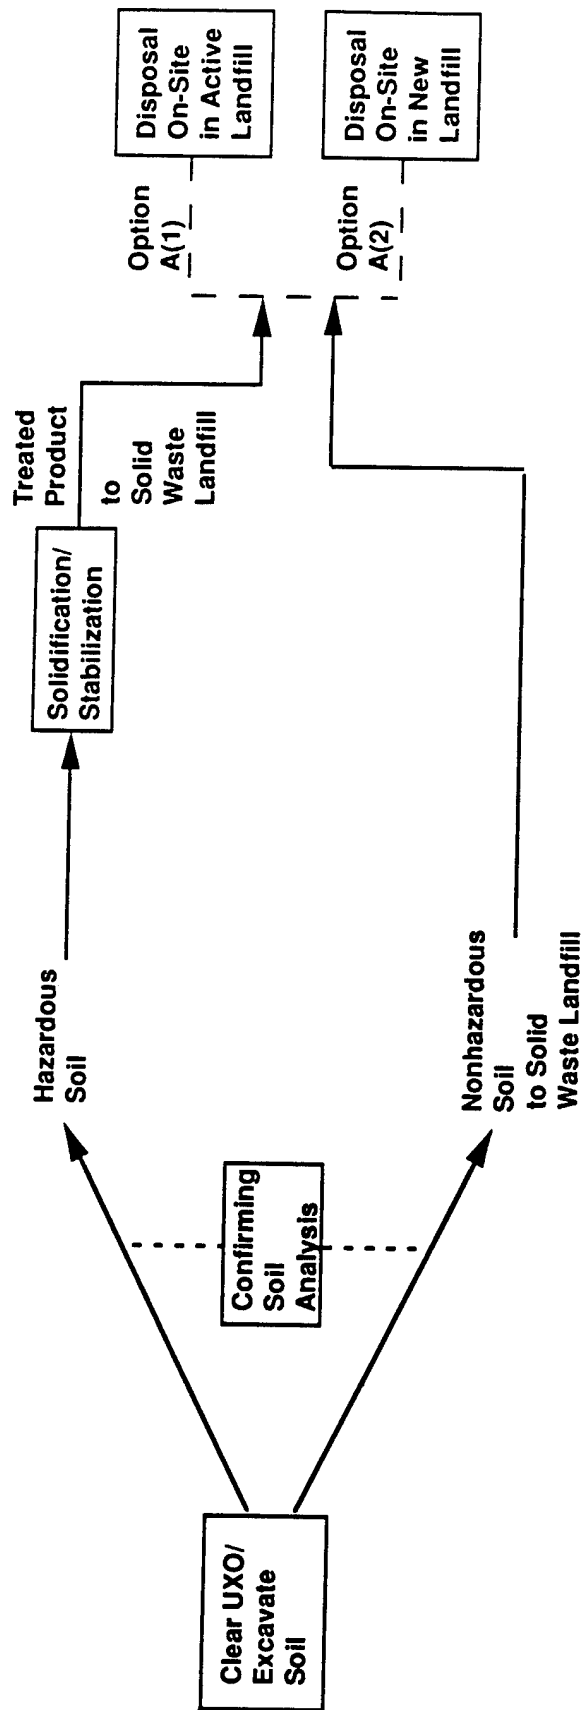 Clear UXO/
Excavate
Soil
Confirming
Soil
Analysis
Hazardous
Soil
Nonhazardous
Soil
to Solid
Waste Landfill
Solidification/
Stabilization
Treated
Product
to
Solid
Waste
Landfill
Option
A(1)
Disposal
On-Site
in Active
Landfill
Option
A(2)
Disposal
On-Site
in New
Landfill